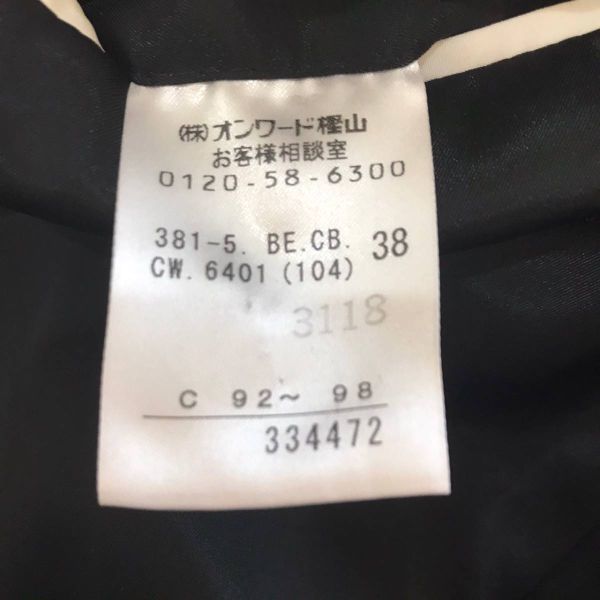 (株)オンワード樫山
お客様相談室
0120-58-6300
381-5. BE.CB. 38
CW. 6401 (104)
3118
C 92～ 98
334472